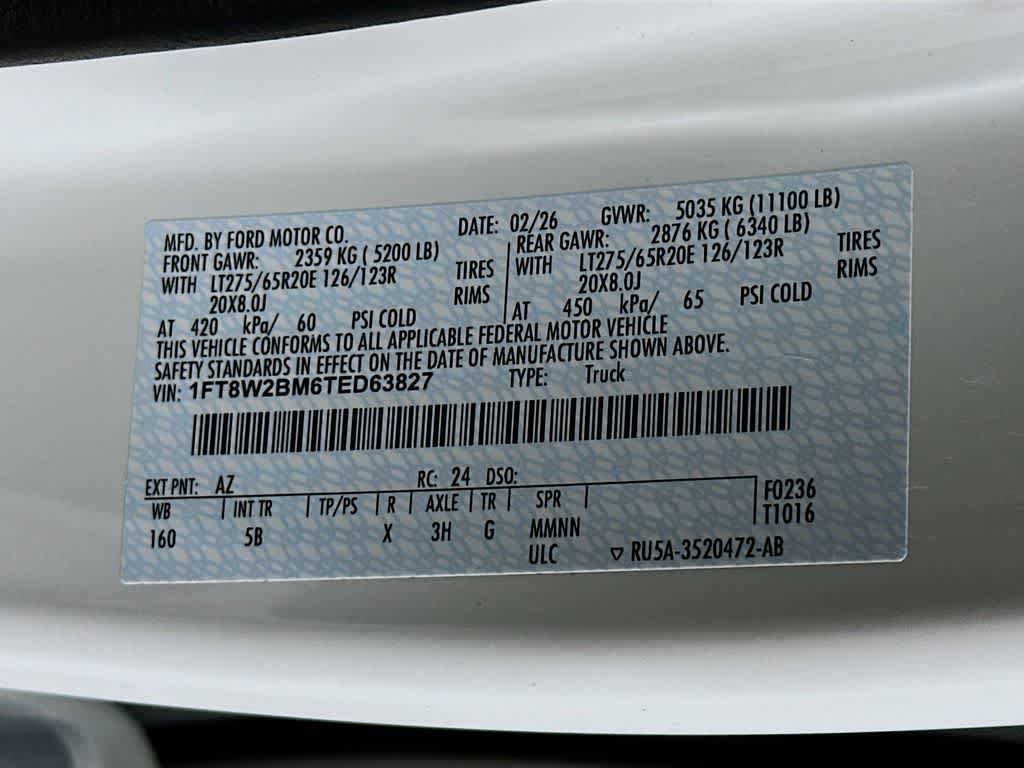 MFD. BY FORD MOTOR CO. DATE: 02/26 GVWR: 5035 KG (11100 LB)
FRONT GAWR: 2359 KG ( 5200 LB) REAR GAWR: 2876 KG ( 6340 LB)
WITH LT275/65R20E 126/123R TIRES WITH LT275/65R20E 126/123R TIRES
20X8.0J RIMS 20X8.0J RIMS
AT 420 kPa/ 60 PSI COLD AT 450 kPa/ 65 PSI COLD
THIS VEHICLE CONFORMS TO ALL APPLICABLE FEDERAL MOTOR VEHICLE
SAFETY STANDARDS IN EFFECT ON THE DATE OF MANUFACTURE SHOWN ABOVE.
VIN: 1FT8W2BM6TED63827 TYPE: Truck
EXT PNT: AZ RC: 24 DSO:
WB INT TR TP/PS R AXLE TR SPR F0236
160 5B X 3H G MMNN T1016
ULC ▽ RU5A-3520472-AB